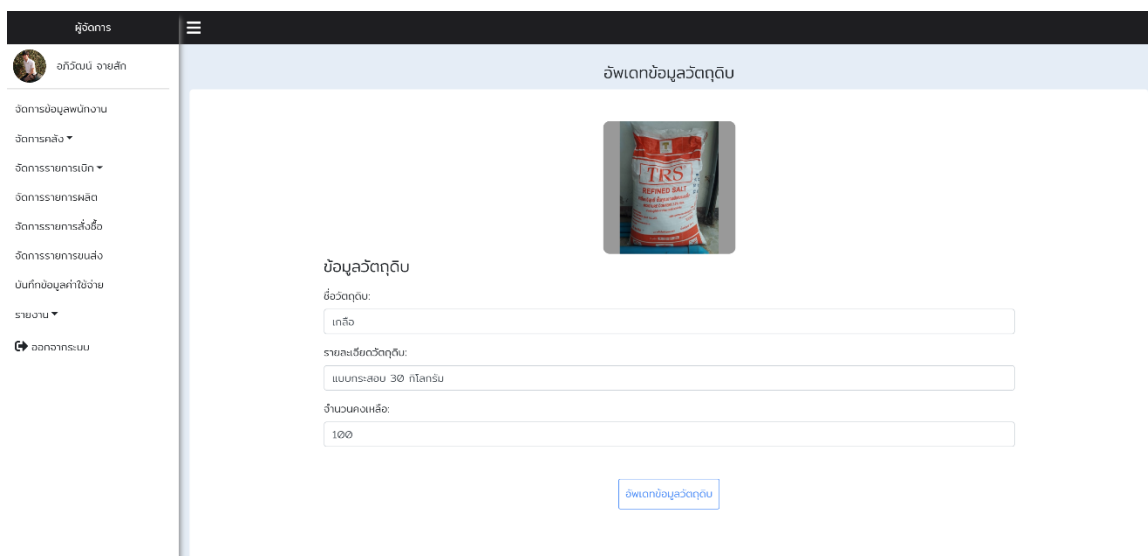 ผู้จัดการ
อภิวัฒน์ อายสัก
จัดการข้อมูลพนักงาน
จัดการคลัง
จัดการรายการเบิก
จัดการรายการผลิต
จัดการรายการสั่งซื้อ
จัดการรายการขนส่ง
บันทึกข้อมูลค่าใช้จ่าย
รายงาน
ออกจากระบบ
อัพเดทข้อมูลวัตถุดิบ
TRS
REFINED SALT
ข้อมูลวัตถุดิบ
ชื่อวัตถุดิบ:
เกลือ
รายละเอียดวัตถุดิบ:
แบบกระสอบ 30 กิโลกรัม
จำนวนคงเหลือ:
100
อัพเดทข้อมูลวัตถุดิบ